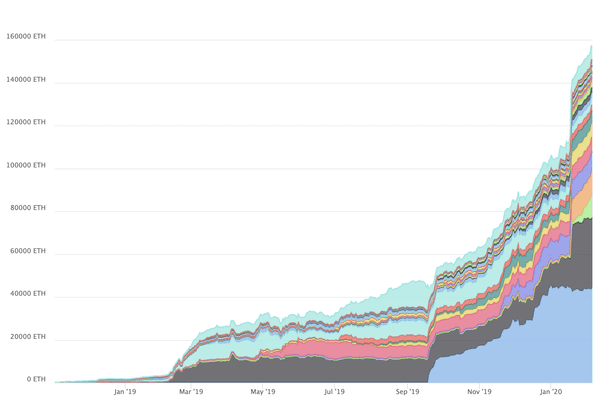 160000 ETH
140000 ETH
120000 ETH
100000 ETH
80000 ETH
60000 ETH
40000 ETH
20000 ETH
0 ETH
Jan '19 Mar '19 May '19 Jul '19 Sep '19 Nov '19 Jan '20